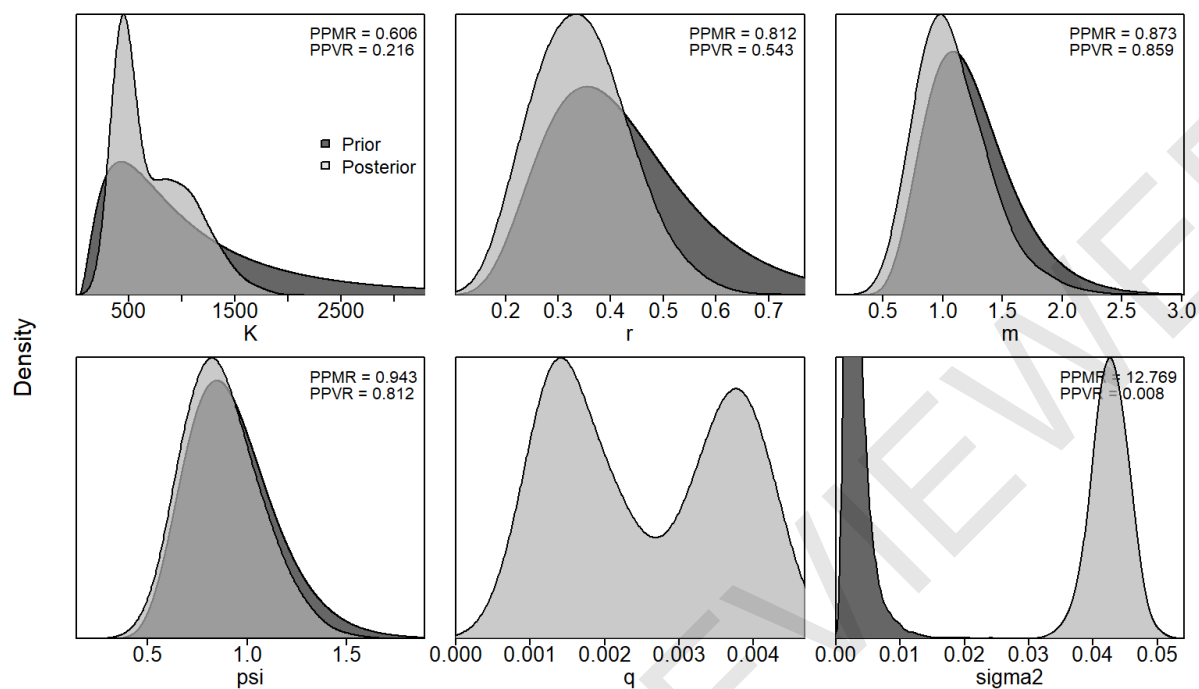 Density
PPMR = 0.606
PPVR = 0.216
Prior
Posterior
500 1500 2500
K
PPMR = 0.812
PPVR = 0.543
0.2 0.3 0.4 0.5 0.6 0.7
r
PPMR = 0.873
PPVR = 0.859
0.5 1.0 1.5 2.0 2.5 3.0
m
PPMR = 0.943
PPVR = 0.812
0.5 1.0 1.5
psi
0.000 0.001 0.002 0.003 0.004
q
PPMR = 12.769
PPVR = 0.008
0.00 0.01 0.02 0.03 0.04 0.05
sigma2